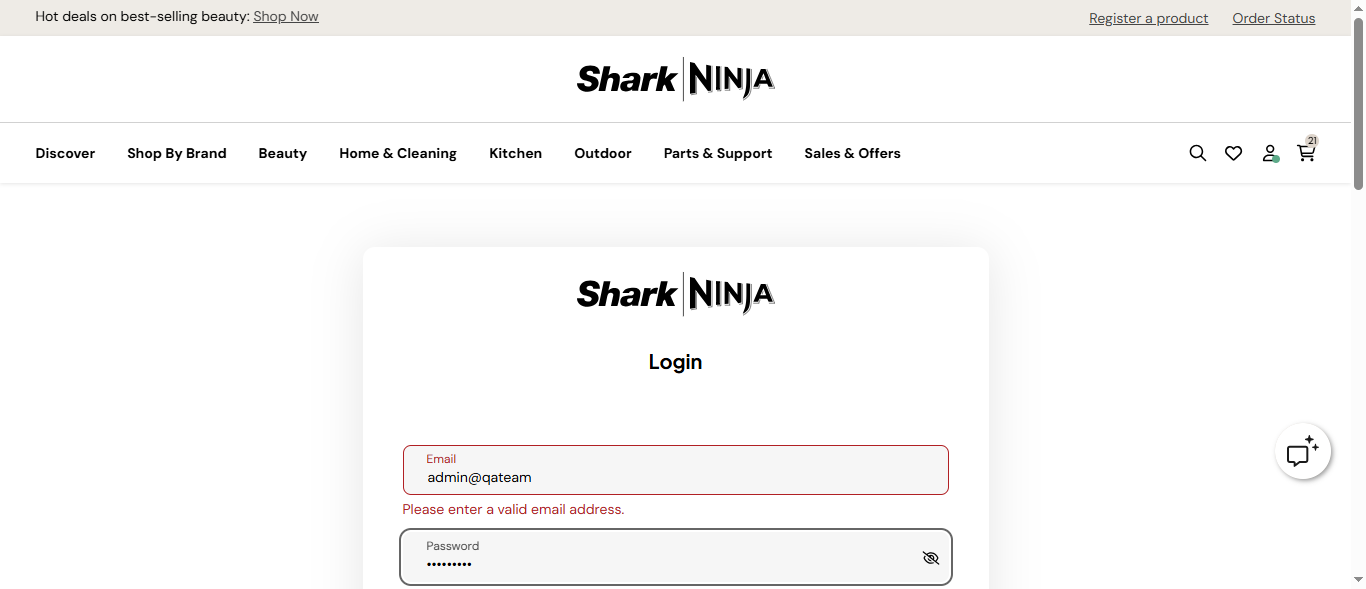 Hot deals on best-selling beauty: Shop Now
Register a product Order Status
Shark NINJA
Discover Shop By Brand Beauty Home & Cleaning Kitchen Outdoor Parts & Support Sales & Offers
21
Shark NINJA
Login
Email
admin@qateam
Please enter a valid email address.
Password
•••••••••